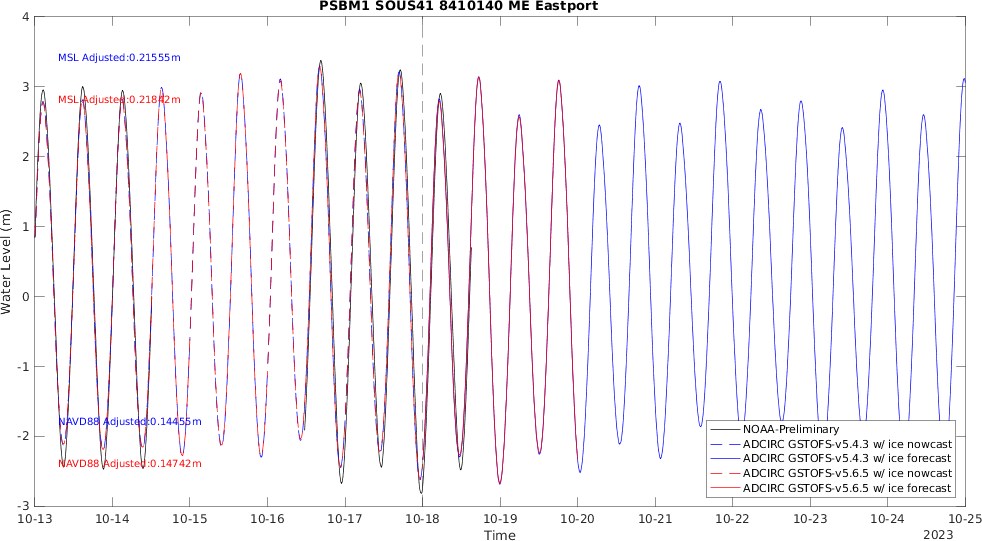 PSBM1 SOUS41 8410140 ME Eastport
4
3
2
1
0
-1
-2
-3
Water Level (m)
MSL Adjusted:0.21555m
MSL Adjusted:0.21842m
NAVD88 Adjusted:0.14455m
NAVD88 Adjusted:0.14742m
NOAA-Preliminary
ADCIRC GSTOFS-v5.4.3 w/ ice nowcast
ADCIRC GSTOFS-v5.4.3 w/ ice forecast
ADCIRC GSTOFS-v5.6.5 w/ ice nowcast
ADCIRC GSTOFS-v5.6.5 w/ ice forecast
10-13 10-14 10-15 10-16 10-17 10-18 10-19 10-20 10-21 10-22 10-23 10-24 10-25
Time
2023